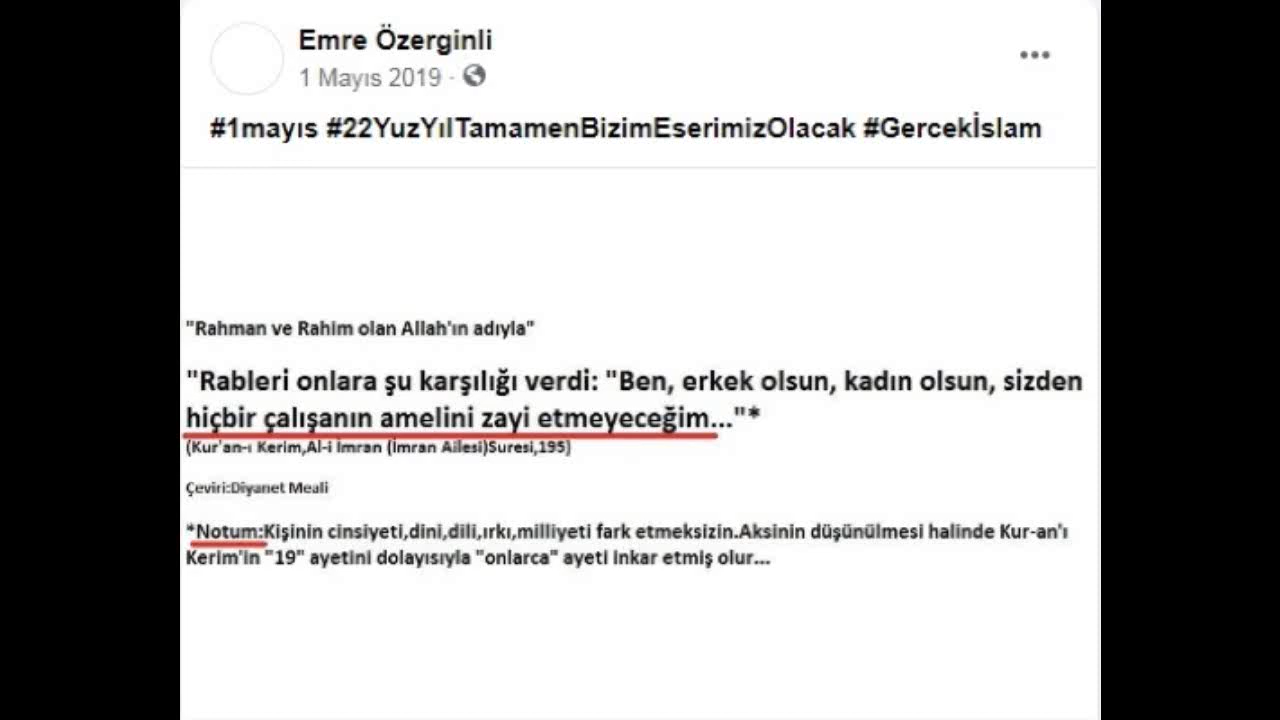 Emre Özerginli
1 Mayıs 2019 ·
#1mayıs #22YuzYılTamamenBizimEserimizOlacak #Gercekİslam
"Rahman ve Rahim olan Allah'ın adıyla"
"Rableri onlara şu karşılığı verdi: "Ben, erkek olsun, kadın olsun, sizden
hiçbir çalışanın amelini zayi etmeyeceğim..."*
(Kur'an-ı Kerim,Al-i İmran (İmran Ailesi)Suresi,195)
Çeviri:Diyanet Meali
*Notum:Kişinin cinsiyeti,dini,dili,ırkı,milliyeti fark etmeksizin.Aksinin düşünülmesi halinde Kur-an'ı
Kerim'in "19" ayetini dolayısıyla "onlarca" ayeti inkar etmiş olur...